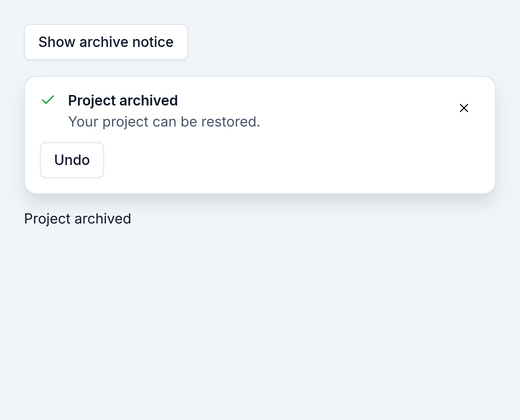 Show archive notice
Project archived
Your project can be restored.
Undo
Project archived